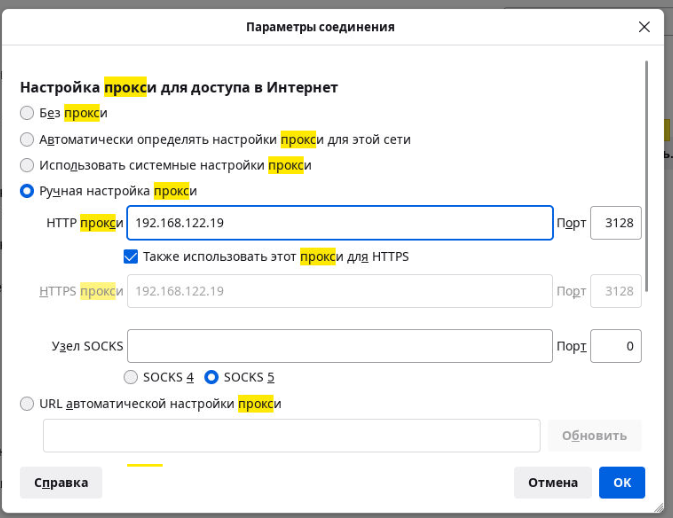 Параметры соединения
Настройка прокси для доступа в Интернет
Без прокси
Автоматически определять настройки прокси для этой сети
Использовать системные настройки прокси
Ручная настройка прокси
HTTP прокси 192.168.122.19 Порт 3128
Также использовать этот прокси для HTTPS
HTTPS прокси 192.168.122.19 Порт 3128
Узел SOCKS Порт 0
SOCKS 4 SOCKS 5
URL автоматической настройки прокси
Обновить
Справка Отмена OK